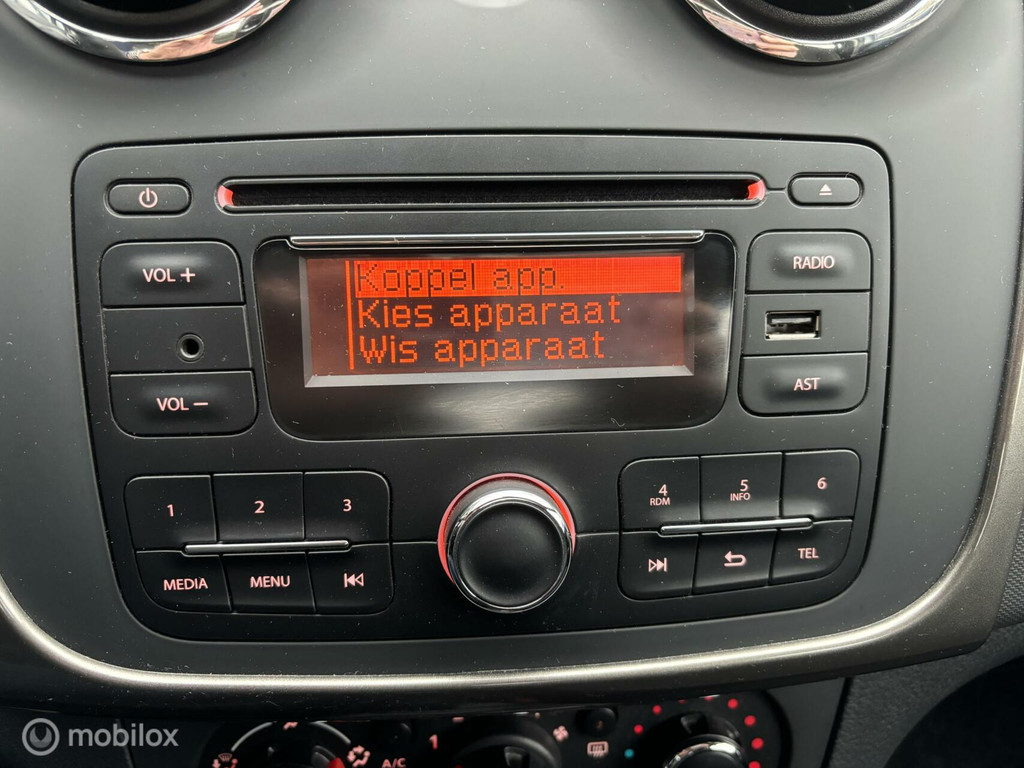 VOL +
VOL −
Koppel app.
Kies apparaat
Wis apparaat
RADIO
AST
1 2 3
MEDIA MENU
4 RDM 5 INFO 6
TEL
A/C 1
mobilox